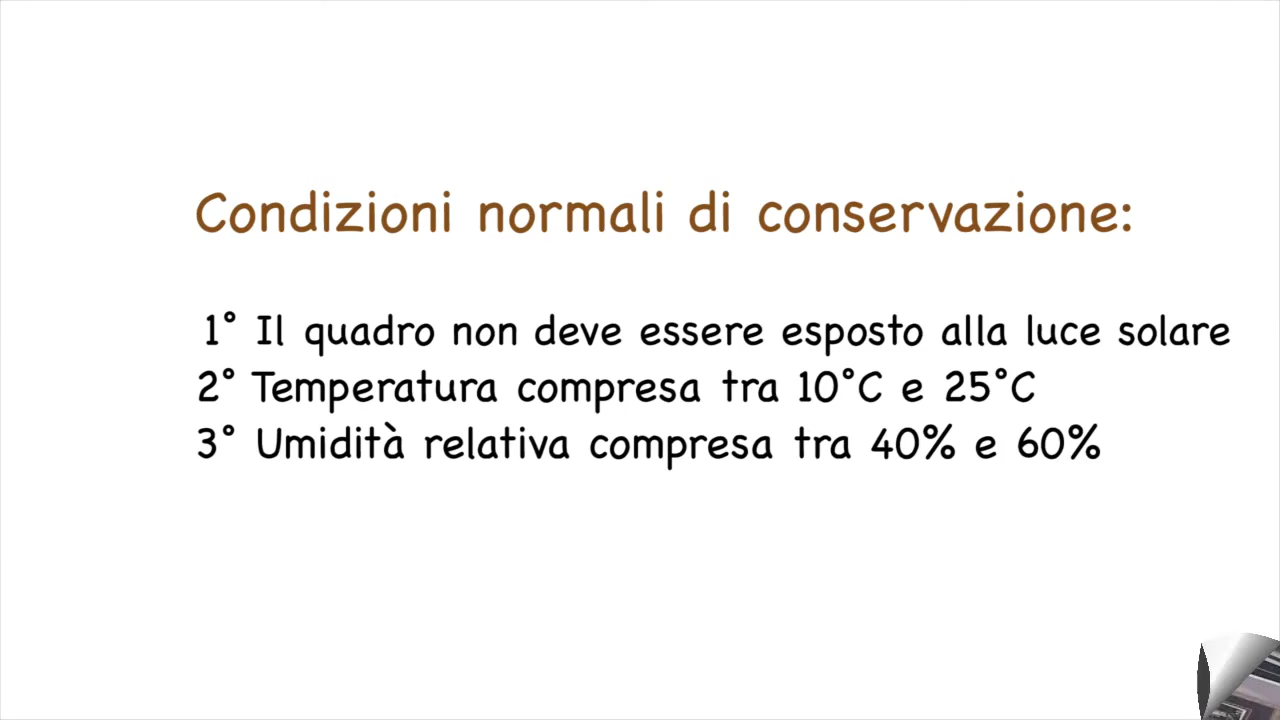 Condizioni normali di conservazione:
1° Il quadro non deve essere esposto alla luce solare
2° Temperatura compresa tra 10°C e 25°C
3° Umidità relativa compresa tra 40% e 60%